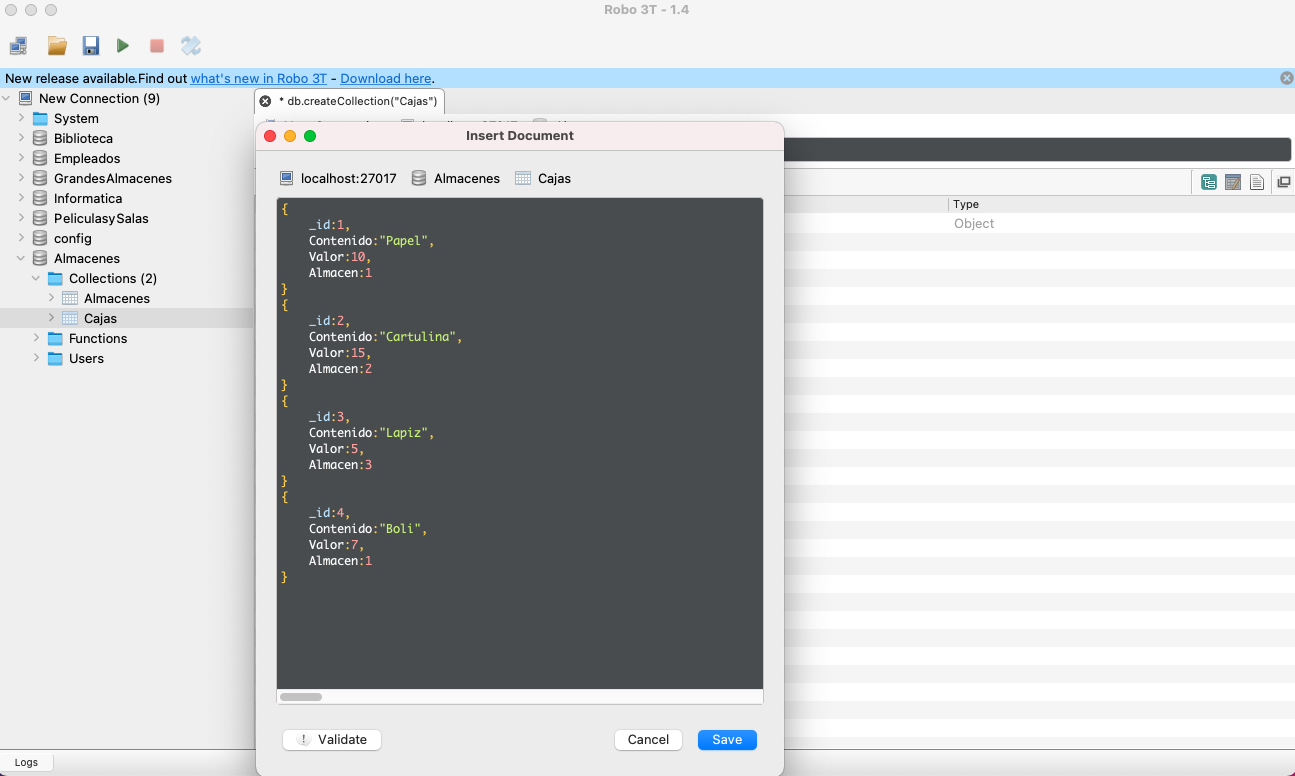 Robo 3T - 1.4
New release available.Find out what's new in Robo 3T - Download here.
New Connection (9)
System
Biblioteca
Empleados
GrandesAlmacenes
Informatica
PeliculasySalas
config
Almacenes
Collections (2)
Almacenes
Cajas
Functions
Users
* db.createCollection("Cajas")
Insert Document
localhost:27017 Almacenes Cajas
{
_id:1,
Contenido:"Papel",
Valor:10,
Almacen:1
}
{
_id:2,
Contenido:"Cartulina",
Valor:15,
Almacen:2
}
{
_id:3,
Contenido:"Lapiz",
Valor:5,
Almacen:3
}
{
_id:4,
Contenido:"Boli",
Valor:7,
Almacen:1
}
! Validate
Cancel
Save
Type
Object
Logs